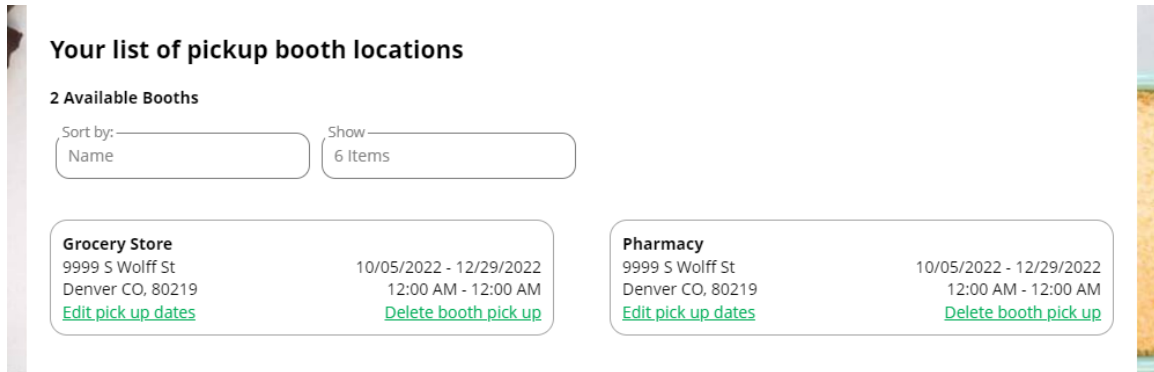 Your list of pickup booth locations
2 Available Booths
Sort by:
Name
Show
6 Items
Grocery Store
9999 S Wolff St
10/05/2022 - 12/29/2022
Denver CO, 80219
12:00 AM - 12:00 AM
Edit pick up dates
Delete booth pick up
Pharmacy
9999 S Wolff St
10/05/2022 - 12/29/2022
Denver CO, 80219
12:00 AM - 12:00 AM
Edit pick up dates
Delete booth pick up